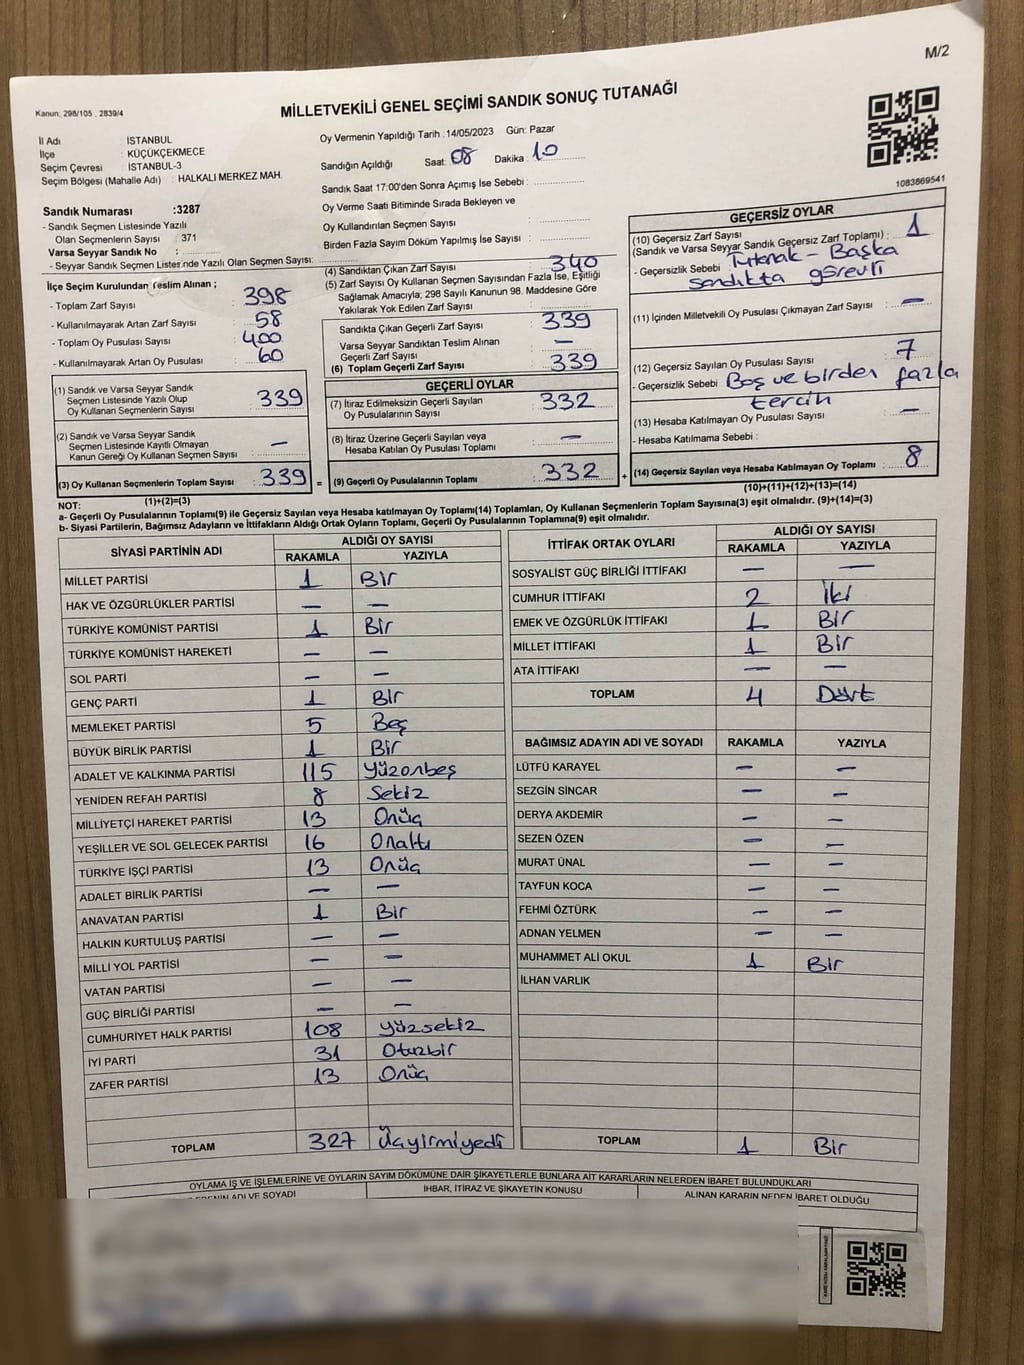 M/2
Kanun; 298/105 , 2839/4
MİLLETVEKİLİ GENEL SEÇİMİ SANDIK SONUÇ TUTANAĞI
İl Adı : İSTANBUL
İlçe : KÜÇÜKÇEKMECE
Seçim Çevresi : İSTANBUL-3
Seçim Bölgesi (Mahalle Adı) : HALKALI MERKEZ MAH.
Oy Vermenin Yapıldığı Tarih :14/05/2023 Gün: Pazar
Sandığın Açıldığı Saat: 08 Dakika : 10
Sandık Saat 17:00'den Sonra Açımış İse Sebebi :
Oy Verme Saati Bitiminde Sırada Bekleyen ve
Oy Kullandırılan Seçmen Sayısı :
Birden Fazla Sayım Döküm Yapılmış İse Sayısı :
1083869541
Sandık Numarası :3287
- Sandık Seçmen Listesinde Yazılı
Olan Seçmenlerin Sayısı : 371
Varsa Seyyar Sandık No :
- Seyyar Sandık Seçmen Listesinde Yazılı Olan Seçmen Sayısı:
İlçe Seçim Kurulundan Teslim Alınan ;
- Toplam Zarf Sayısı : 398
- Kullanılmayarak Artan Zarf Sayısı : 58
- Toplam Oy Pusulası Sayısı : 400
- Kullanılmayarak Artan Oy Pusulası : 60
(1) Sandık ve Varsa Seyyar Sandık
Seçmen Listesinde Yazılı Olup
Oy Kullanan Seçmenlerin Sayısı : 339
(2) Sandık ve Varsa Seyyar Sandık
Seçmen Listesinde Kayıtlı Olmayan
Kanun Gereği Oy Kullanan Seçmen Sayısı : —
(3) Oy Kullanan Seçmenlerin Toplam Sayısı : 339 =
(1)+(2)=(3)
(4) Sandıktan Çıkan Zarf Sayısı : 340
(5) Zarf Sayısı Oy Kullanan Seçmen Sayısından Fazla İse, Eşitliği
Sağlamak Amacıyla, 298 Sayılı Kanunun 98. Maddesine Göre
Yakılarak Yok Edilen Zarf Sayısı :
Sandıkta Çıkan Geçerli Zarf Sayısı : 339
Varsa Seyyar Sandıktan Teslim Alınan
Geçerli Zarf Sayısı : —
(6) Toplam Geçerli Zarf Sayısı : 339
GEÇERLİ OYLAR
(7) İtiraz Edilmeksizin Geçerli Sayılan
Oy Pusulalarının Sayısı : 332
(8) İtiraz Üzerine Geçerli Sayılan veya
Hesaba Katılan Oy Pusulası Toplamı : —
(9) Geçerli Oy Pusulalarının Toplamı : 332 +
GEÇERSİZ OYLAR
(10) Geçersiz Zarf Sayısı
(Sandık ve Varsa Seyyar Sandık Geçersiz Zarf Toplamı) : 1
- Geçersizlik Sebebi : Tutanak - Başka
sandıkta görevli
(11) İçinden Milletvekili Oy Pusulası Çıkmayan Zarf Sayısı : —
(12) Geçersiz Sayılan Oy Pusulası Sayısı : 7
- Geçersizlik Sebebi : Boş ve birden fazla
tercih
(13) Hesaba Katılmayan Oy Pusulası Sayısı : —
- Hesaba Katılmama Sebebi :
(14) Geçersiz Sayılan veya Hesaba Katılmayan Oy Toplamı : 8
(10)+(11)+(12)+(13)=(14)
NOT:
a- Geçerli Oy Pusulalarının Toplamı(9) ile Geçersiz Sayılan veya Hesaba katılmayan Oy Toplamı(14) Toplamları, Oy Kullanan Seçmenlerin Toplam Sayısına(3) eşit olmalıdır. (9)+(14)=(3)
b- Siyasi Partilerin, Bağımsız Adayların ve İttifakların Aldığı Ortak Oyların Toplamı, Geçerli Oy Pusulalarının Toplamına(9) eşit olmalıdır.
SİYASİ PARTİNİN ADI ALDIĞI OY SAYISI
RAKAMLA YAZIYLA
MİLLET PARTİSİ 1 Bir
HAK VE ÖZGÜRLÜKLER PARTİSİ — —
TÜRKİYE KOMÜNİST PARTİSİ 1 Bir
TÜRKİYE KOMÜNİST HAREKETİ — —
SOL PARTİ — —
GENÇ PARTİ 1 Bir
MEMLEKET PARTİSİ 5 Beş
BÜYÜK BİRLİK PARTİSİ 1 Bir
ADALET VE KALKINMA PARTİSİ 115 Yüzonbeş
YENİDEN REFAH PARTİSİ 8 Sekiz
MİLLİYETÇİ HAREKET PARTİSİ 13 Onüç
YEŞİLLER VE SOL GELECEK PARTİSİ 16 Onaltı
TÜRKİYE İŞÇİ PARTİSİ 13 Onüç
ADALET BİRLİK PARTİSİ — —
ANAVATAN PARTİSİ 1 Bir
HALKIN KURTULUŞ PARTİSİ — —
MİLLİ YOL PARTİSİ — —
VATAN PARTİSİ — —
GÜÇ BİRLİĞİ PARTİSİ — —
CUMHURİYET HALK PARTİSİ 108 Yüzsekiz
İYİ PARTİ 31 Otuzbir
ZAFER PARTİSİ 13 Onüç
TOPLAM 327 Üçyirmiyedi
İTTİFAK ORTAK OYLARI ALDIĞI OY SAYISI
RAKAMLA YAZIYLA
SOSYALİST GÜÇ BİRLİĞİ İTTİFAKI — —
CUMHUR İTTİFAKI 2 İki
EMEK VE ÖZGÜRLÜK İTTİFAKI 1 Bir
MİLLET İTTİFAKI 1 Bir
ATA İTTİFAKI — —
TOPLAM 4 Dört
BAĞIMSIZ ADAYIN ADI VE SOYADI RAKAMLA YAZIYLA
LÜTFÜ KARAYEL — —
SEZGİN SİNCAR — —
DERYA AKDEMİR — —
SEZEN ÖZEN — —
MURAT ÜNAL — —
TAYFUN KOCA — —
FEHMİ ÖZTÜRK — —
ADNAN YELMEN — —
MUHAMMET ALİ OKUL 1 Bir
İLHAN VARLIK
TOPLAM 1 Bir
OYLAMA İŞ VE İŞLEMLERİNE VE OYLARIN SAYIM DÖKÜMÜNE DAİR ŞİKAYETLERLE BUNLARA AİT KARARLARIN NELERDEN İBARET BULUNDUKLARI
ADI VE SOYADI İHBAR, İTİRAZ VE ŞİKAYETİN KONUSU ALINAN KARARIN NEDEN İBARET OLDUĞU